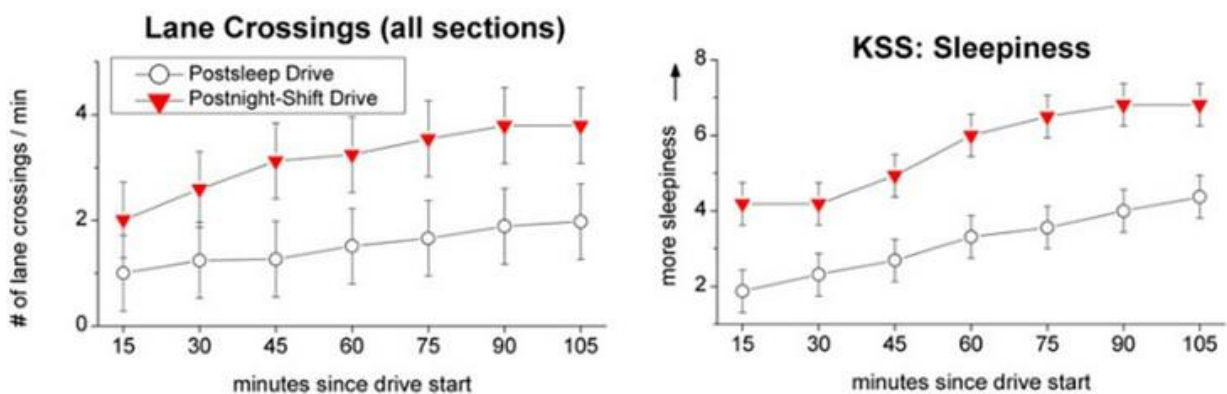 Lane Crossings (all sections)
# of lane crossings / min
Postsleep Drive
Postnight-Shift Drive
4
2
0
15 30 45 60 75 90 105
minutes since drive start
KSS: Sleepiness
more sleepiness
8
6
4
2
15 30 45 60 75 90 105
minutes since drive start